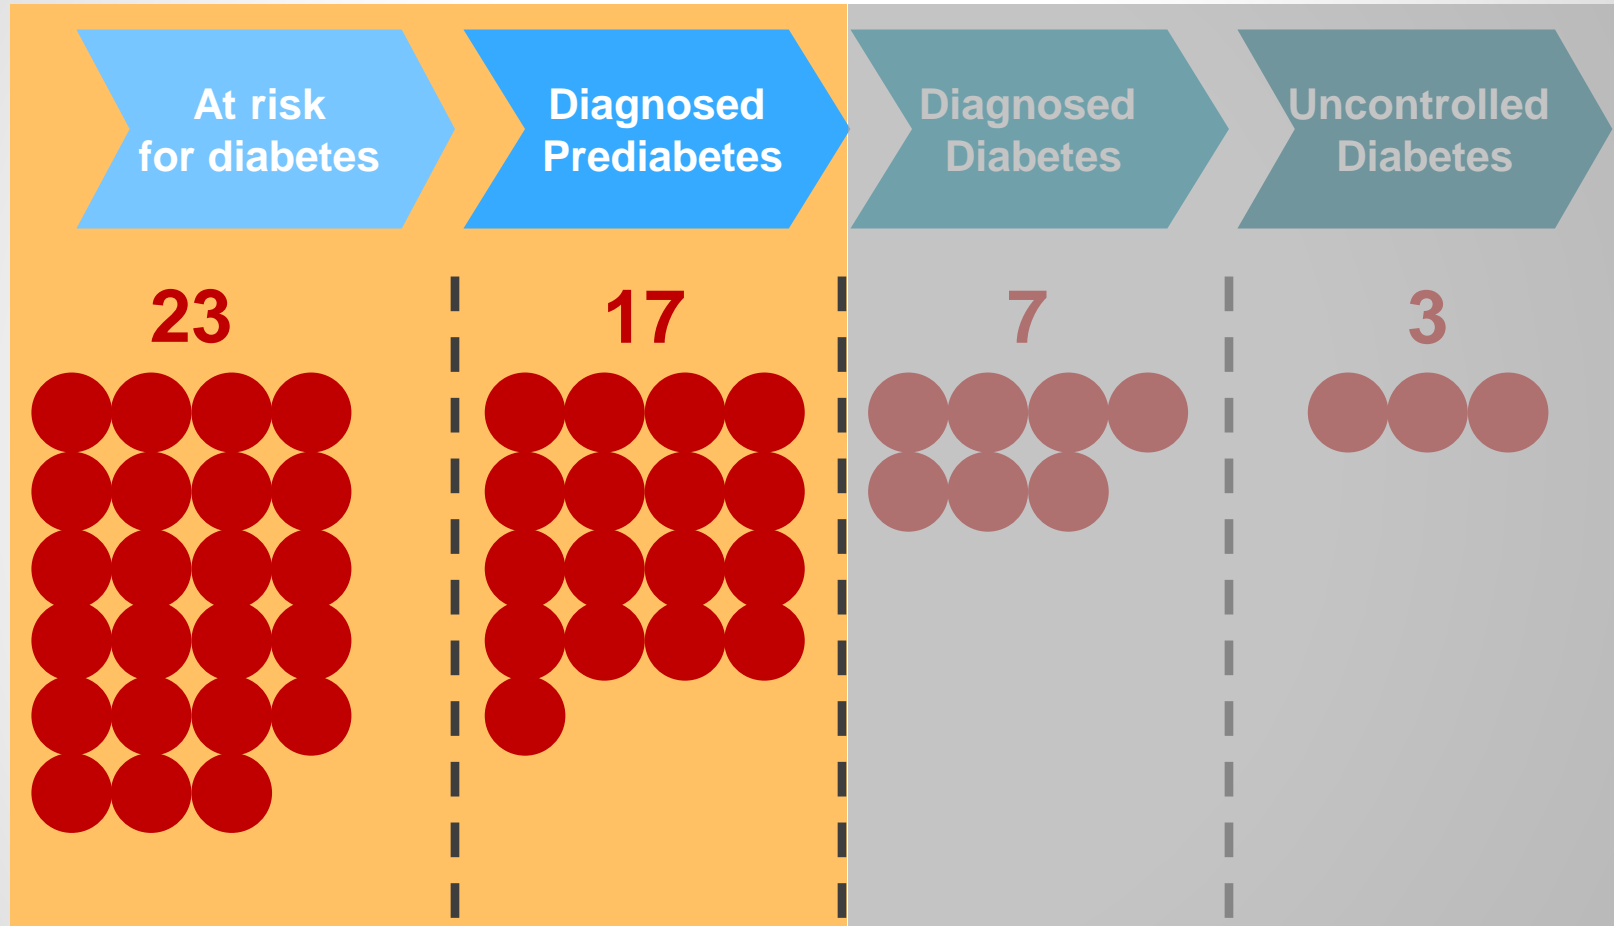 At risk
for diabetes
Diagnosed
Prediabetes
Diagnosed
Diabetes
Uncontrolled
Diabetes
23
17
7
3